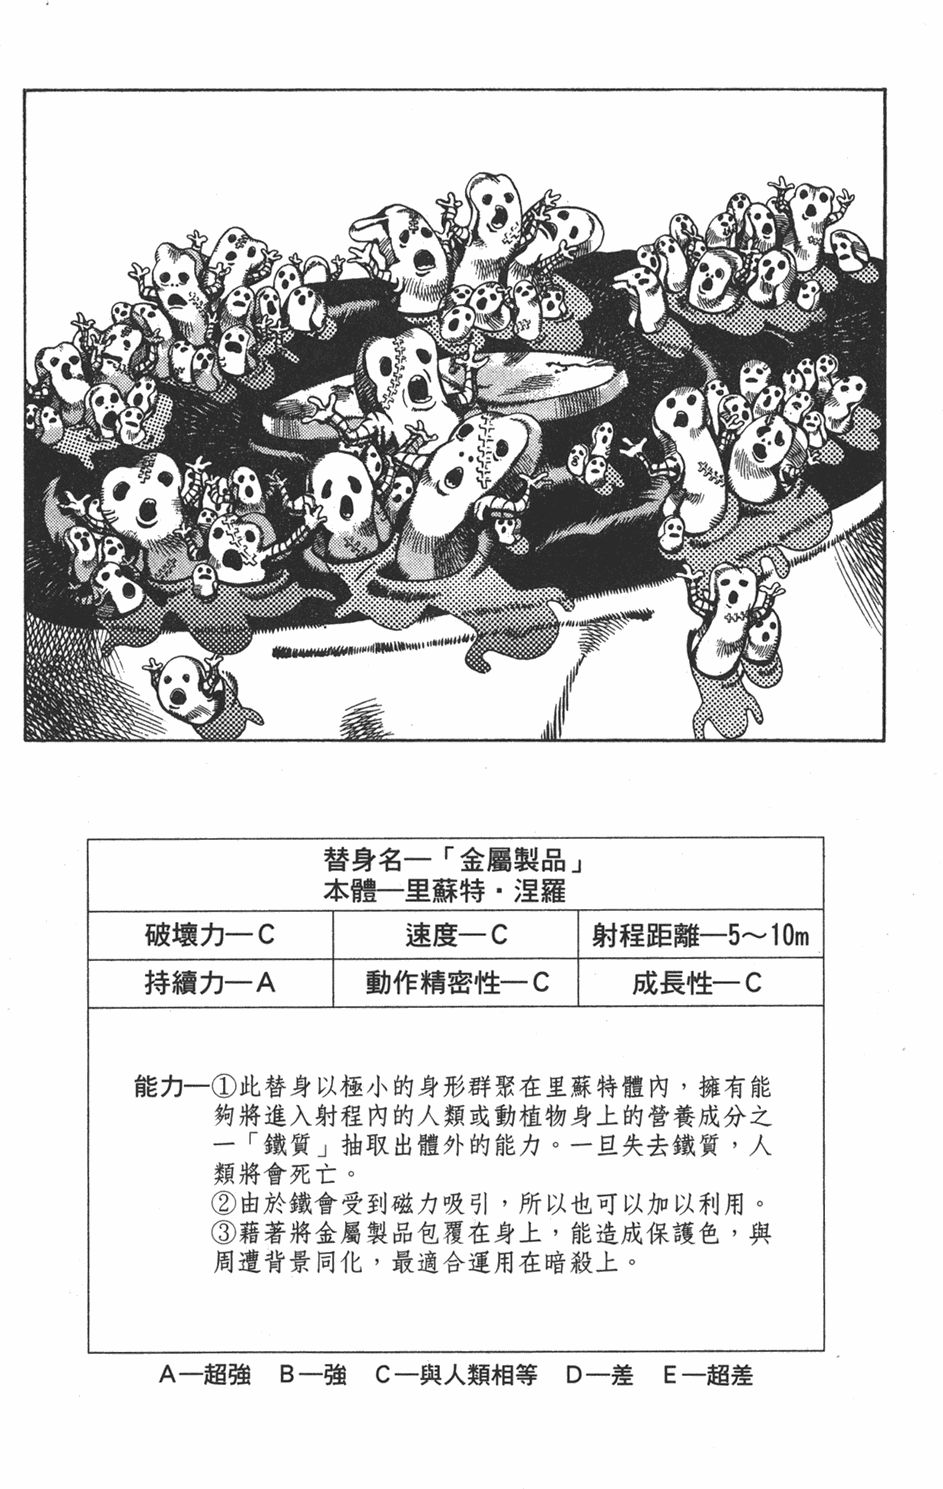 替身名—「金屬製品」
本體—里蘇特・涅羅
破壞力—C
速度—C
射程距離—5～10m
持續力—A
動作精密性—C
成長性—C
能力—①此替身以極小的身形群聚在里蘇特體內，擁有能
夠將進入射程內的人類或動植物身上的營養成分之
一「鐵質」抽取出體外的能力。一旦失去鐵質，人
類將會死亡。
②由於鐵會受到磁力吸引，所以也可以加以利用。
③藉著將金屬製品包覆在身上，能造成保護色，與
周遭背景同化，最適合運用在暗殺上。
A—超強 B—強 C—與人類相等 D—差 E—超差